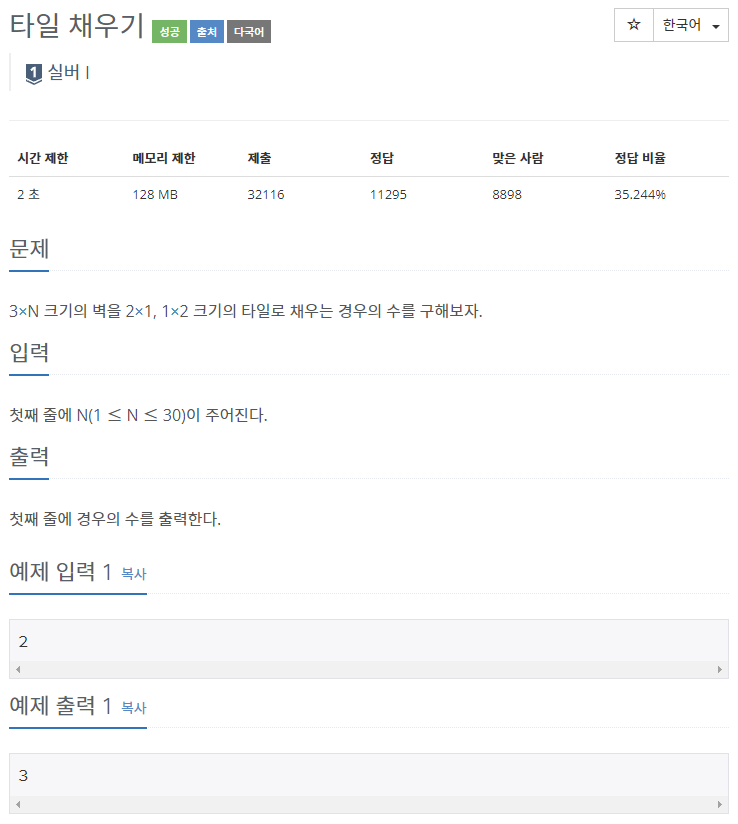 타일 채우기 성공 출처 다국어
☆ 한국어
1 실버 I
시간 제한 메모리 제한 제출 정답 맞은 사람 정답 비율
2 초 128 MB 32116 11295 8898 35.244%
문제
3×N 크기의 벽을 2×1, 1×2 크기의 타일로 채우는 경우의 수를 구해보자.
입력
첫째 줄에 N(1 ≤ N ≤ 30)이 주어진다.
출력
첫째 줄에 경우의 수를 출력한다.
예제 입력 1 복사
2
예제 출력 1 복사
3